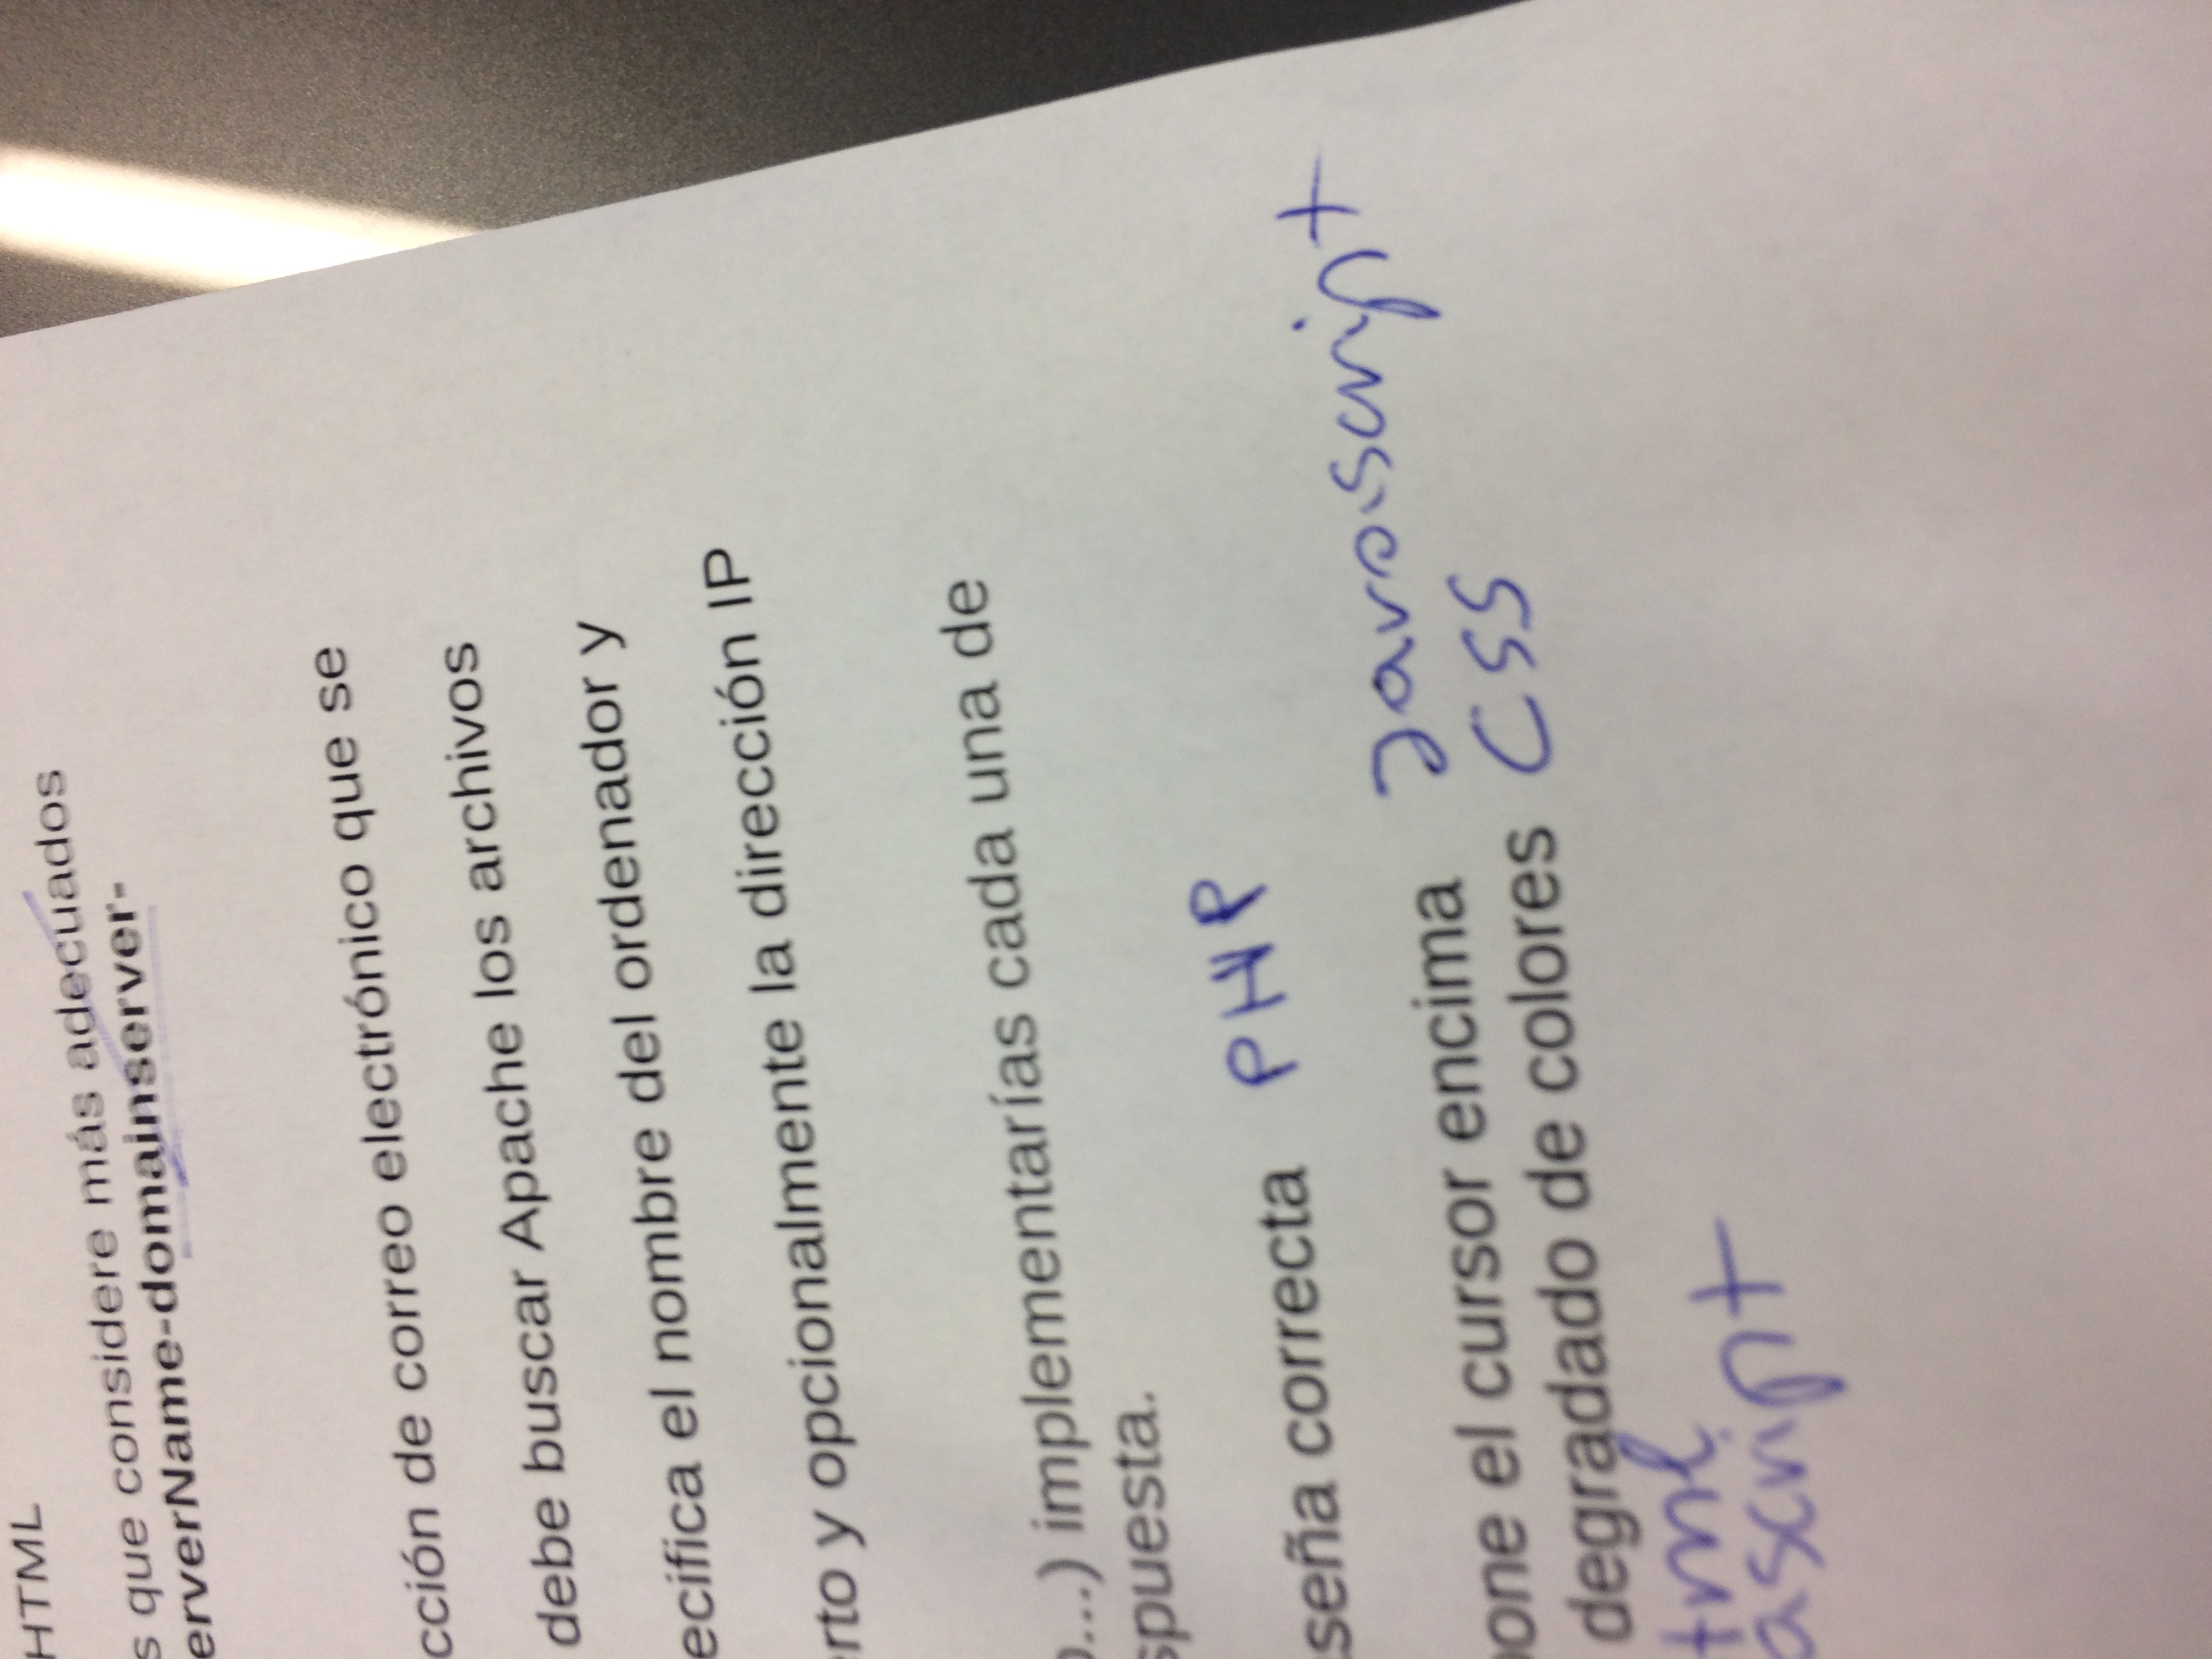 HTML
s que considere más adecuados
erverName-domainserver-
cción de correo electrónico que se
debe buscar Apache los archivos
ecifica el nombre del ordenador y
rto y opcionalmente la dirección IP
o...) implementarías cada una de
spuesta.
seña correcta PHP
one el cursor encima Javascript
degradado de colores CSS
tml
ascript